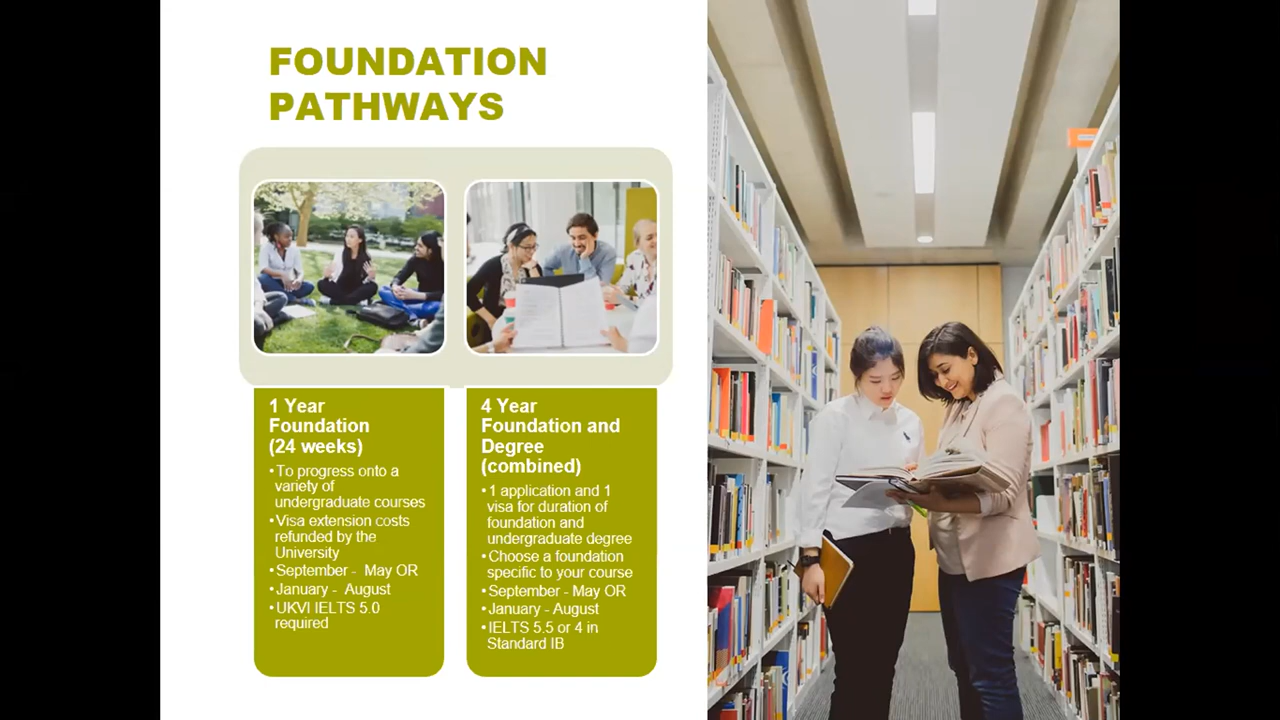 FOUNDATION
PATHWAYS
1 Year
Foundation
(24 weeks)
•To progress onto a
variety of
undergraduate courses
•Visa extension costs
refunded by the
University
•September - May OR
•January - August
•UKVI IELTS 5.0
required
4 Year
Foundation and
Degree
(combined)
•1 application and 1
visa for duration of
foundation and
undergraduate degree
•Choose a foundation
specific to your course
•September - May OR
•January - August
•IELTS 5.5 or 4 in
Standard IB